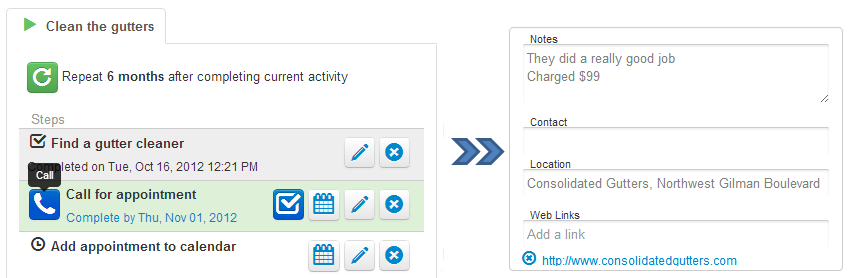 Clean the gutters
Repeat 6 months after completing current activity
Steps
Find a gutter cleaner
Completed on Tue, Oct 16, 2012 12:21 PM
Call
Call for appointment
Complete by Thu, Nov 01, 2012
Add appointment to calendar
Notes
They did a really good job
Charged $99
Contact
Location
Consolidated Gutters, Northwest Gilman Boulevard
Web Links
Add a link
http://www.consolidatedgutters.com